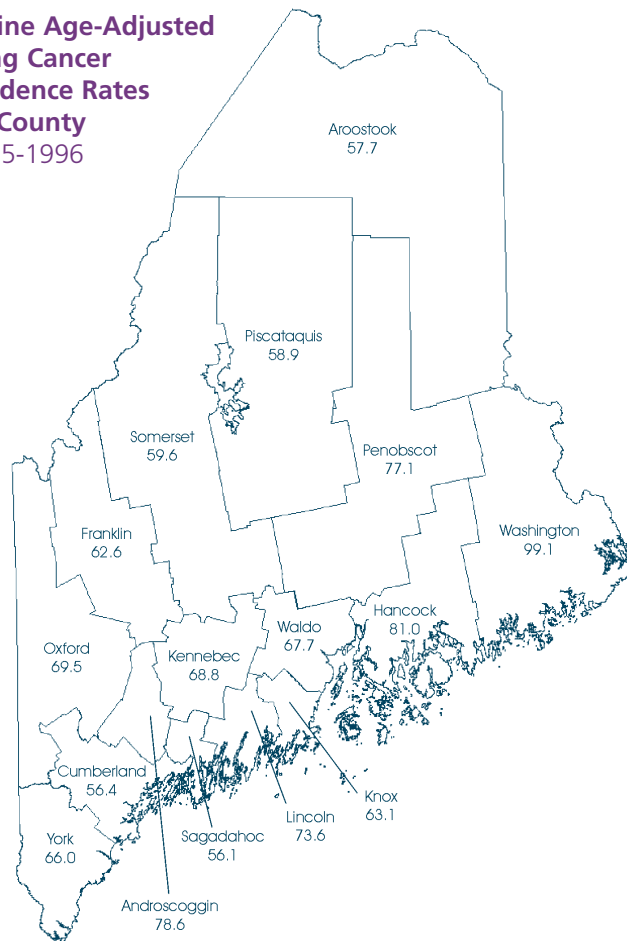 ine Age-Adjusted
g Cancer
dence Rates
County
5-1996
Aroostook
57.7
Piscataquis
58.9
Somerset
59.6
Penobscot
77.1
Franklin
62.6
Washington
99.1
Hancock
81.0
Waldo
67.7
Oxford
69.5
Kennebec
68.8
Cumberland
56.4
Knox
63.1
Lincoln
73.6
Sagadahoc
56.1
York
66.0
Androscoggin
78.6